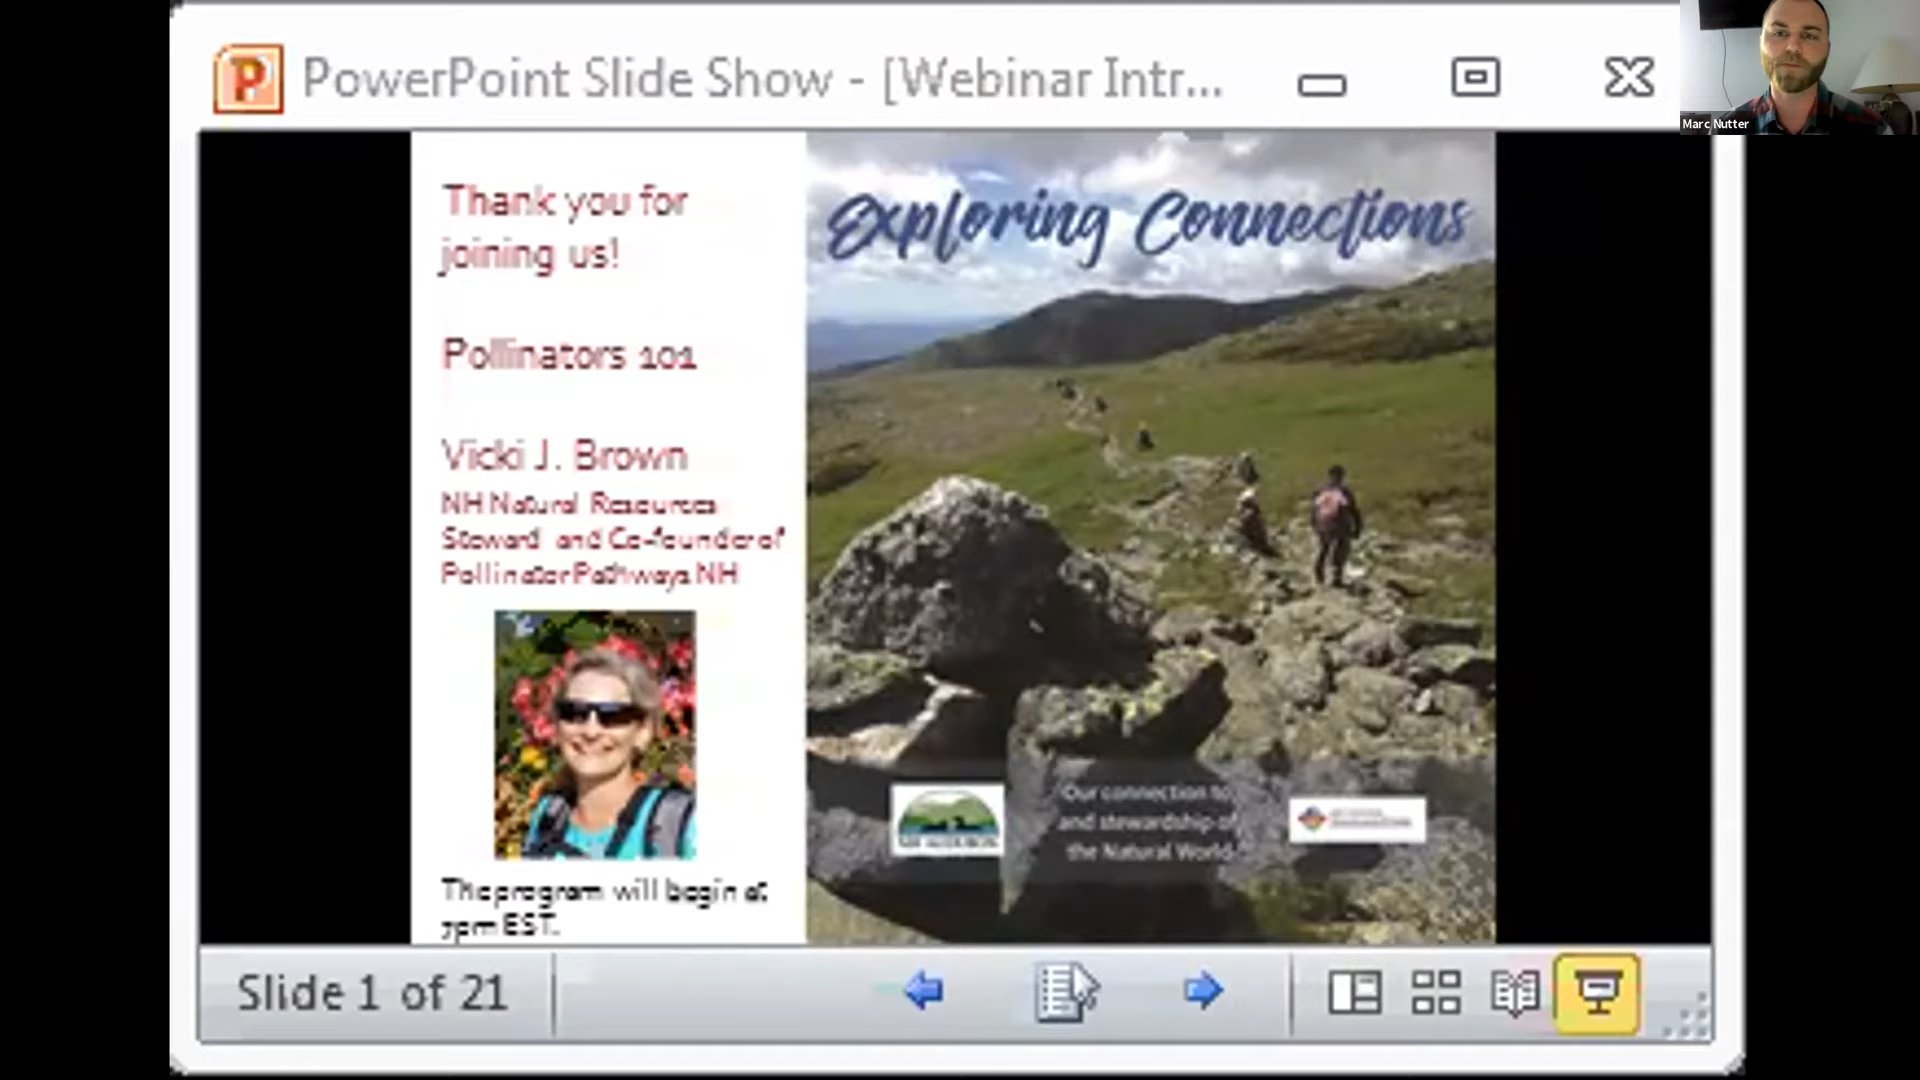 PowerPoint Slide Show - [Webinar Intr...
Marc Nutter
Thank you for
joining us!
Pollinators 101
Vicki J. Brown
NH Natural Resources
Steward and Co-founder of
Pollinator Pathways NH
The program will begin at
7pm EST.
Exploring Connections
Our connection to
and stewardship of
the Natural World
NH AUDUBON
Slide 1 of 21